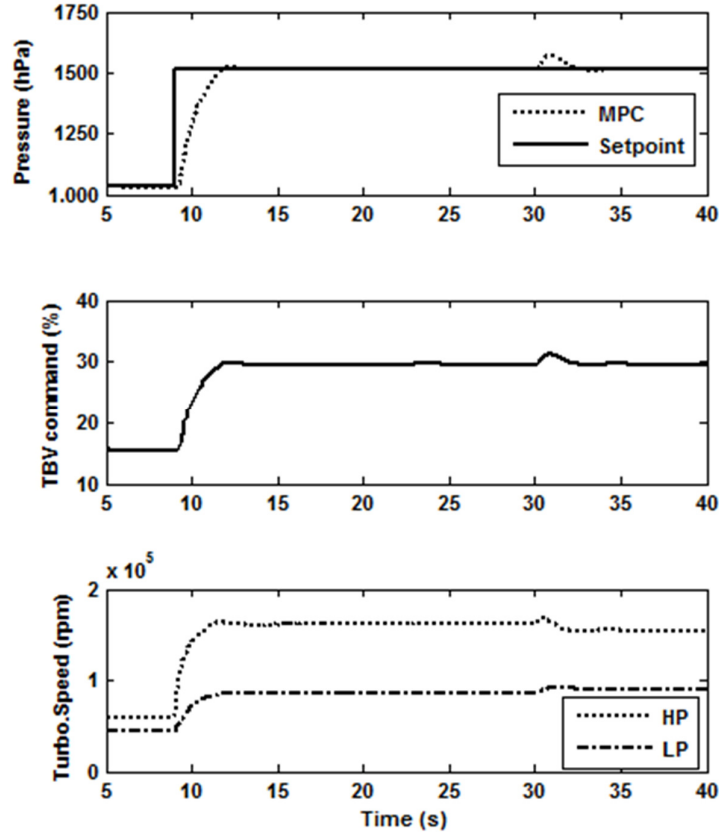 1750
1500
1250
1.000
Pressure (hPa)
MPC
Setpoint
5 10 15 20 25 30 35 40
40
30
20
10
TBV command (%)
5 10 15 20 25 30 35 40
x 10^5
2
1
0
Turbo.Speed (rpm)
HP
LP
5 10 15 20 25 30 35 40
Time (s)